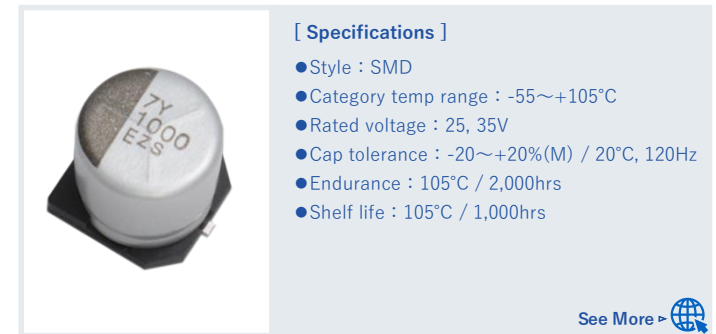 7Y
1000
EZS
[ Specifications ]
●Style：SMD
●Category temp range：-55～+105℃
●Rated voltage：25, 35V
●Cap tolerance：-20～+20%(M) / 20℃, 120Hz
●Endurance：105℃ / 2,000hrs
●Shelf life：105℃ / 1,000hrs
See More ▻